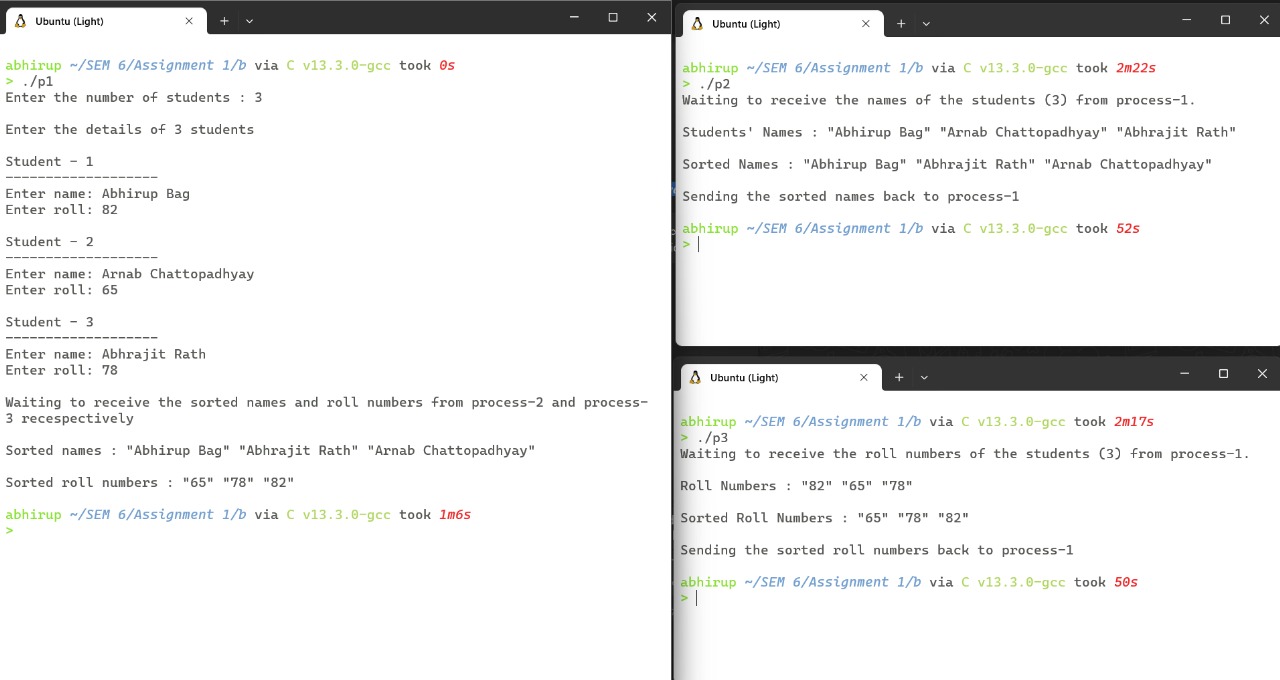 Ubuntu (Light)
abhirup ~/SEM 6/Assignment 1/b via C v13.3.0-gcc took 0s
> ./p1
Enter the number of students : 3
Enter the details of 3 students
Student - 1
-------------------
Enter name: Abhirup Bag
Enter roll: 82
Student - 2
-------------------
Enter name: Arnab Chattopadhyay
Enter roll: 65
Student - 3
-------------------
Enter name: Abhrajit Rath
Enter roll: 78
Waiting to receive the sorted names and roll numbers from process-2 and process-
3 recespectively
Sorted names : "Abhirup Bag" "Abhrajit Rath" "Arnab Chattopadhyay"
Sorted roll numbers : "65" "78" "82"
abhirup ~/SEM 6/Assignment 1/b via C v13.3.0-gcc took 1m6s
>
Ubuntu (Light)
abhirup ~/SEM 6/Assignment 1/b via C v13.3.0-gcc took 2m22s
> ./p2
Waiting to receive the names of the students (3) from process-1.
Students' Names : "Abhirup Bag" "Arnab Chattopadhyay" "Abhrajit Rath"
Sorted Names : "Abhirup Bag" "Abhrajit Rath" "Arnab Chattopadhyay"
Sending the sorted names back to process-1
abhirup ~/SEM 6/Assignment 1/b via C v13.3.0-gcc took 52s
>
Ubuntu (Light)
abhirup ~/SEM 6/Assignment 1/b via C v13.3.0-gcc took 2m17s
> ./p3
Waiting to receive the roll numbers of the students (3) from process-1.
Roll Numbers : "82" "65" "78"
Sorted Roll Numbers : "65" "78" "82"
Sending the sorted roll numbers back to process-1
abhirup ~/SEM 6/Assignment 1/b via C v13.3.0-gcc took 50s
>